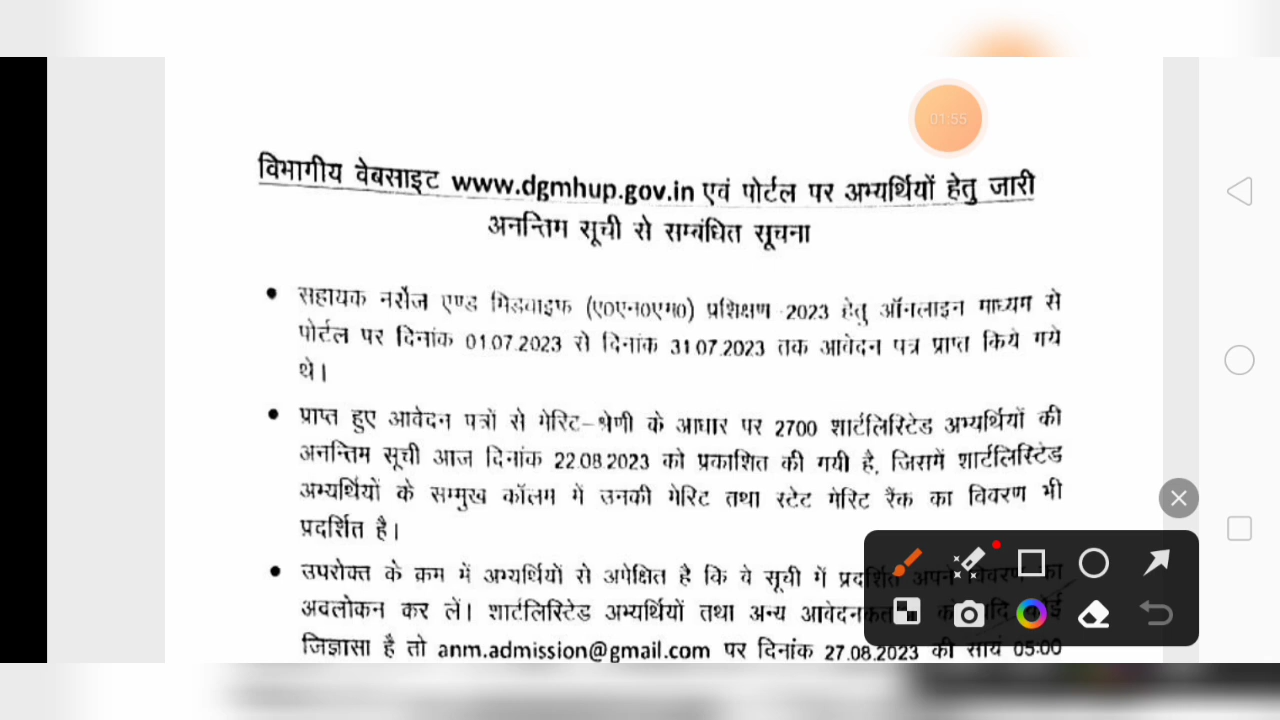 01:55
विभागीय वेबसाइट www.dgmhup.gov.in एवं पोर्टल पर अभ्यर्थियों हेतु जारी
अनन्तिम सूची से सम्बंधित सूचना
• सहायक नर्सेज एण्ड मिडवाइफ (ए०एन०एम०) प्रशिक्षण -2023 हेतु ऑनलाइन माध्यम से
पोर्टल पर दिनांक 01.07.2023 से दिनांक 31.07.2023 तक आवेदन पत्र प्राप्त किये गये
थे।
• प्राप्त हुए आवेदन पत्रों से मेरिट-श्रेणी के आधार पर 2700 शार्टलिस्टेड अभ्यर्थियों की
अनन्तिम सूची आज दिनांक 22.08.2023 को प्रकाशित की गयी है, जिसमें शार्टलिस्टेड
अभ्यर्थियों के सम्मुख कॉलम में उनकी मेरिट तथा स्टेट मेरिट रैंक का विवरण भी
प्रदर्शित है।
• उपरोक्त के क्रम में अभ्यर्थियों से अपेक्षित है कि वे सूची में प्रदर्शित अपने विवरण का
अवलोकन कर लें। शार्टलिस्टेड अभ्यर्थियों तथा अन्य
जिज्ञासा है तो anm.admission@gmail.com पर दिनांक 27.08.2023 की सायं 05:00